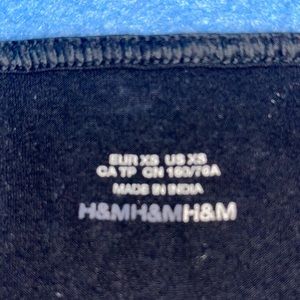 EUR XS US XS
CA TP CN 160/76A
MADE IN INDIA
H&MH&MH&M